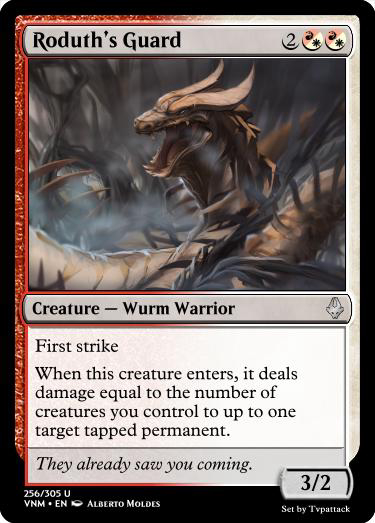 Roduth's Guard 2
Creature — Wurm Warrior
First strike
When this creature enters, it deals
damage equal to the number of
creatures you control to up to one
target tapped permanent.
They already saw you coming.
3/2
256/305 U
VNM • EN Alberto Moldes
Set by Tvpattack